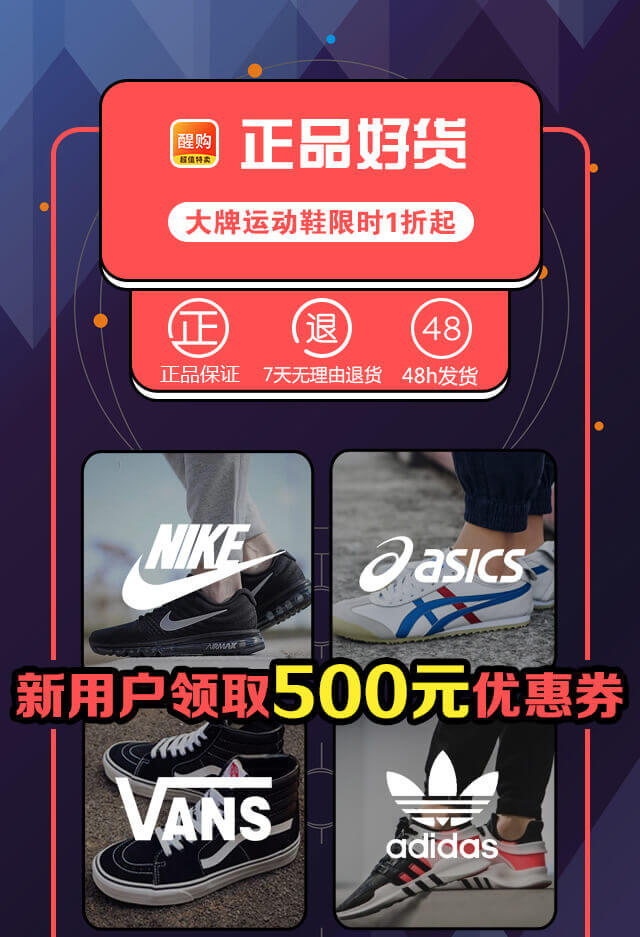 醒购
超值特卖
正品好货
大牌运动鞋限时1折起
正
退
48
正品保证
7天无理由退货
48h发货
NIKE
asics
AIRMAX
新用户领取500元优惠券
VANS
adidas